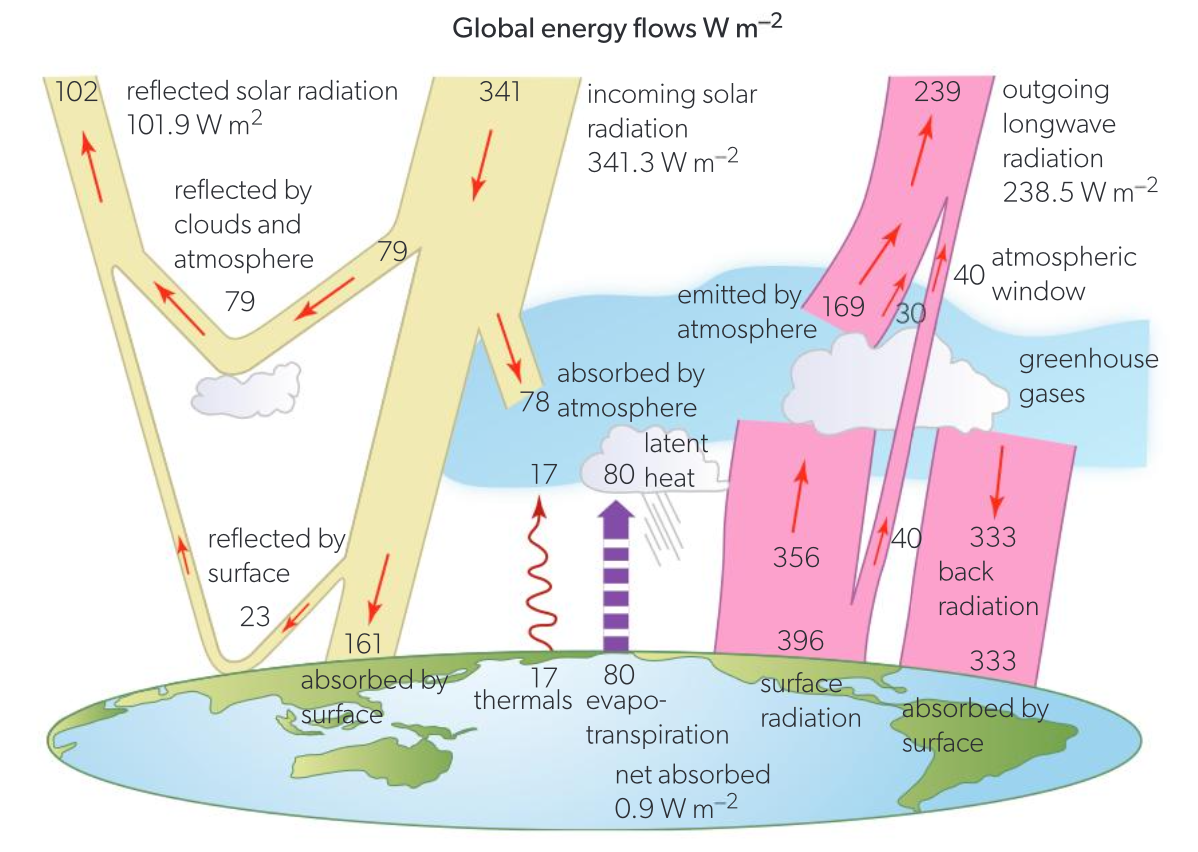 Global energy flows W m⁻²
102
reflected solar radiation
101.9 W m²
341
incoming solar
radiation
341.3 W m⁻²
239
outgoing
longwave
radiation
238.5 W m⁻²
reflected by
clouds and
atmosphere
79
79
emitted by
atmosphere
169
30
40
atmospheric
window
greenhouse
gases
absorbed by
atmosphere
78
latent
heat
17
80
reflected by
surface
23
161
absorbed by
surface
17
thermals
80
evapo-
transpiration
356
40
333
back
radiation
396
surface
radiation
333
absorbed by
surface
net absorbed
0.9 W m⁻²